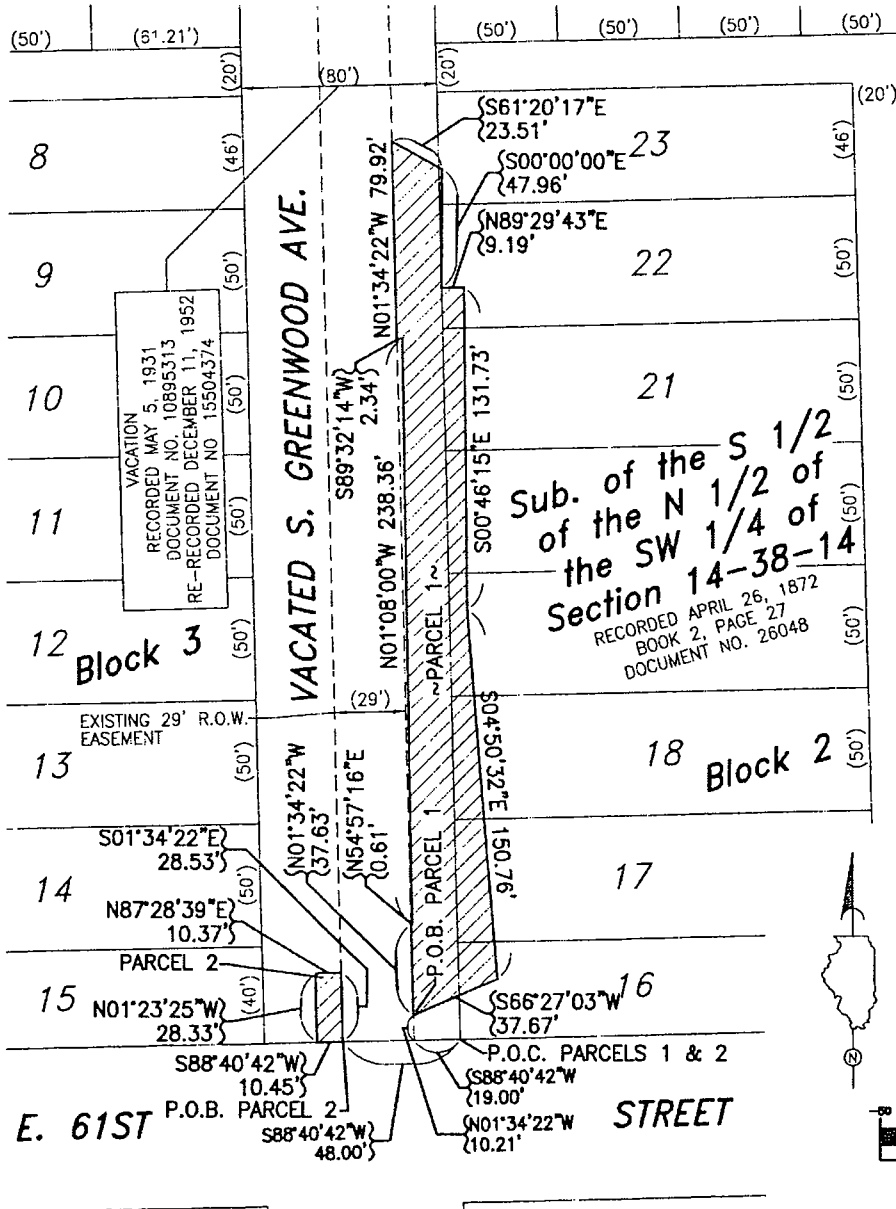 (50')
(61.21')
(50')
(50')
(50')
(50')
(20')
(80')
(20')
(20')
8
(46')
S61°20'17"E
23.51'
23
(46')
S00°00'00"E
47.96'
N01°34'22"W 79.92'
N89°29'43"E
9.19'
9
(50')
22
(50')
VACATED S. GREENWOOD AVE.
VACATION
RECORDED MAY 5, 1931
DOCUMENT NO. 10895313
RE-RECORDED DECEMBER 11, 1952
DOCUMENT NO 15504374
10
(50')
S89°32'14"W
2.34'
S00°46'15"E 131.73'
21
(50')
11
(50')
N01°08'00"W 238.36'
~PARCEL 1~
Sub. of the S 1/2
of the N 1/2 of
the SW 1/4 of
Section 14-38-14
RECORDED APRIL 26, 1872
BOOK 2, PAGE 27
DOCUMENT NO. 26048
(50')
(50')
12
Block 3
(50')
EXISTING 29' R.O.W.
EASEMENT
(29')
13
(50')
S04°50'32"E 150.76'
18
Block 2
(50')
N01°34'22"W
37.63'
N54°57'16"E
0.61'
S01°34'22"E
28.53'
P.O.B. PARCEL 1
14
(50')
17
N87°28'39"E
10.37'
PARCEL 2
15
N01°23'25"W
28.33'
(40')
S66°27'03"W
37.67'
16
S88°40'42"W
10.45'
P.O.C. PARCELS 1 & 2
S88°40'42"W
19.00'
P.O.B. PARCEL 2
E. 61ST
STREET
S88°40'42"W
48.00'
N01°34'22"W
10.21'
N